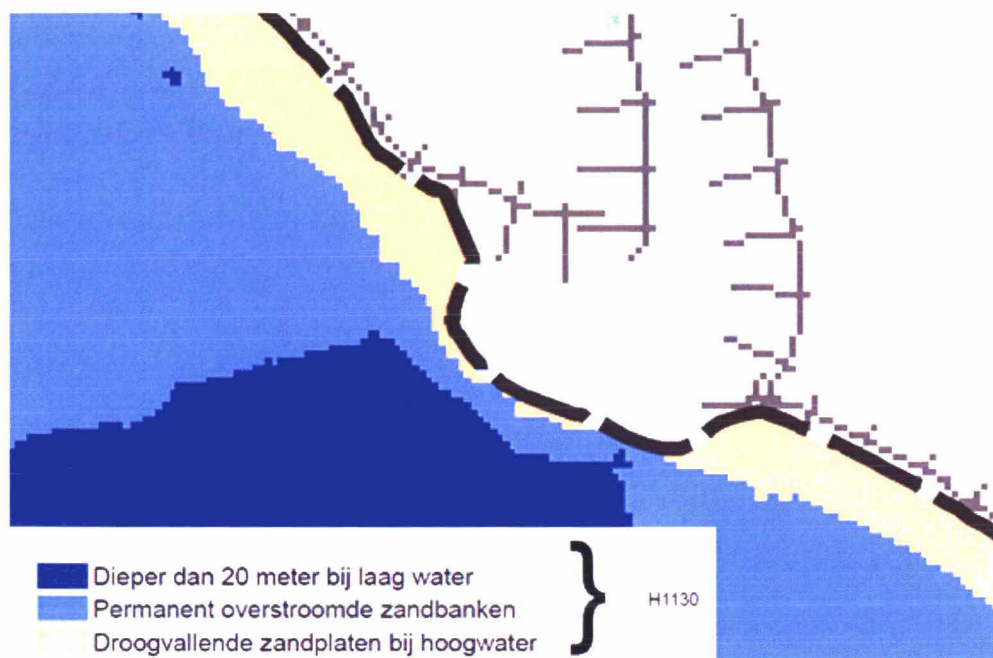 Dieper dan 20 meter bij laag water
Permanent overstroomde zandbanken
Droogvallende zandplaten bij hoogwater
H1130